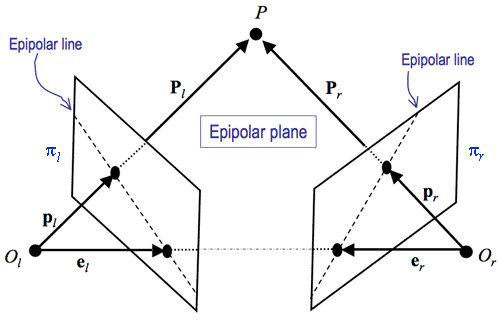 P
Epipolar line
Epipolar line
P_l
P_r
Epipolar plane
π_l
π_r
p_l
p_r
O_l
e_l
e_r
O_r